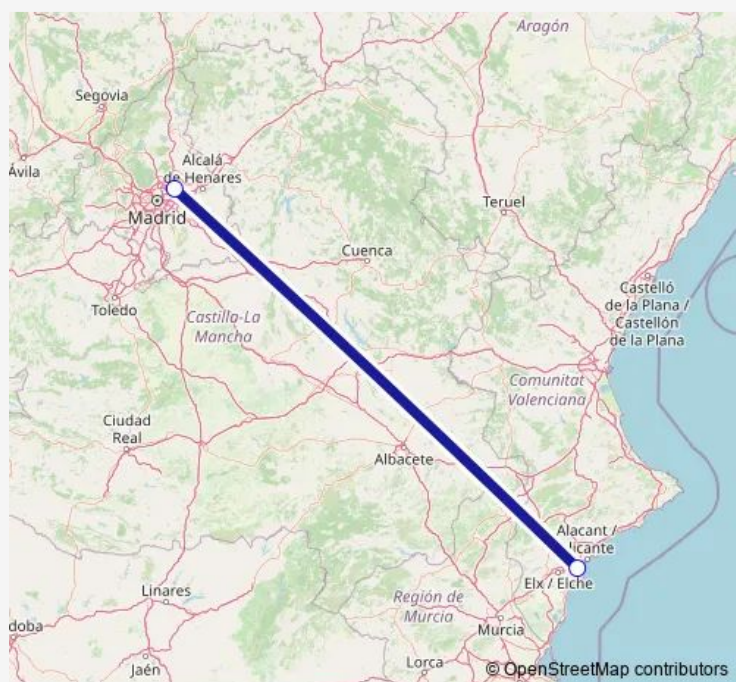 Aragón
Segovia
Ávila
Alcalá
de Henares
Madrid
Teruel
Cuenca
Toledo
Castilla-La
Mancha
Castelló
de la Plana /
Castellón
de la Plana
Comunitat
Valenciana
Ciudad
Real
Albacete
Alacant /
licante
Elx / Elche
Linares
Región de
Murcia
Murcia
doba
Jaén
Lorca
© OpenStreetMap contributors